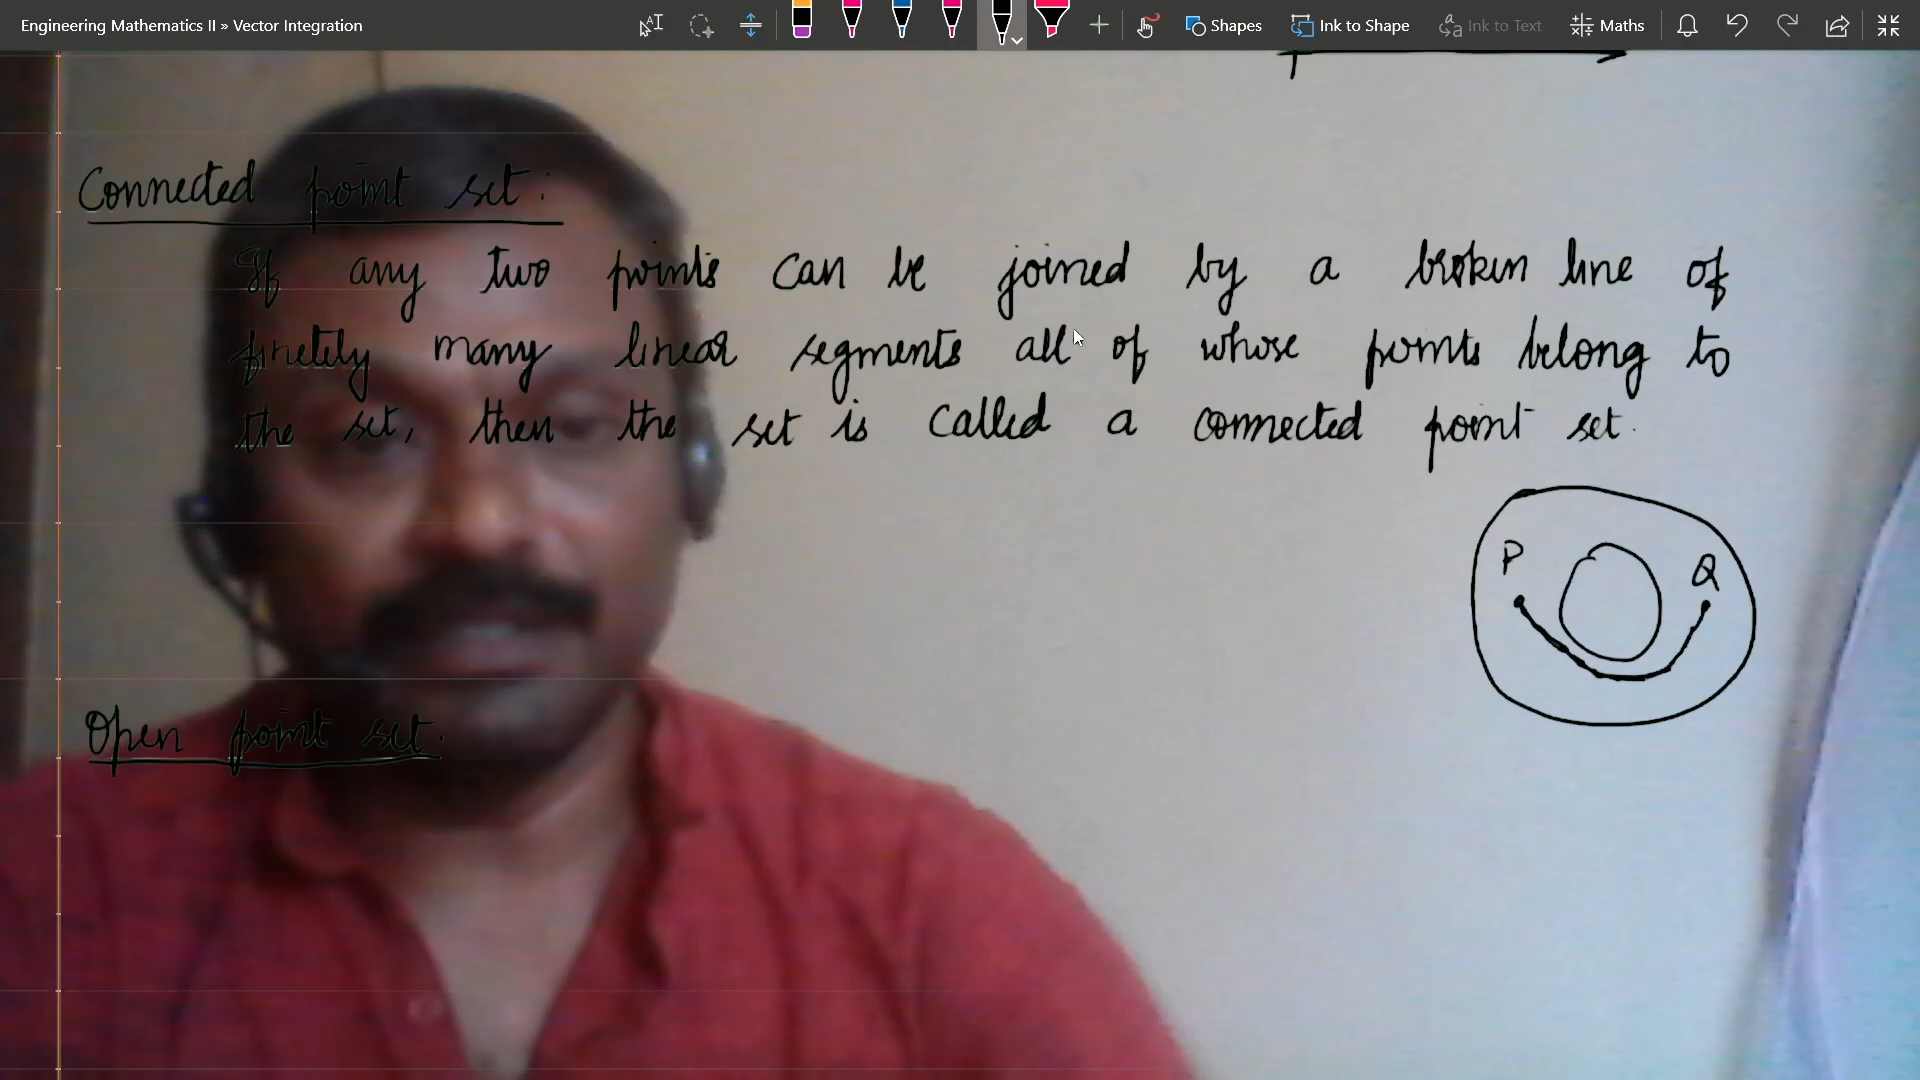 Engineering Mathematics II » Vector Integration
Shapes
Ink to Shape
Ink to Text
Maths
Connected point set:
If any two points can be joined by a broken line of
finetely many linear segments all of whose points belong to
the set, then the set is called a connected point set.
P
Q
Open point set: